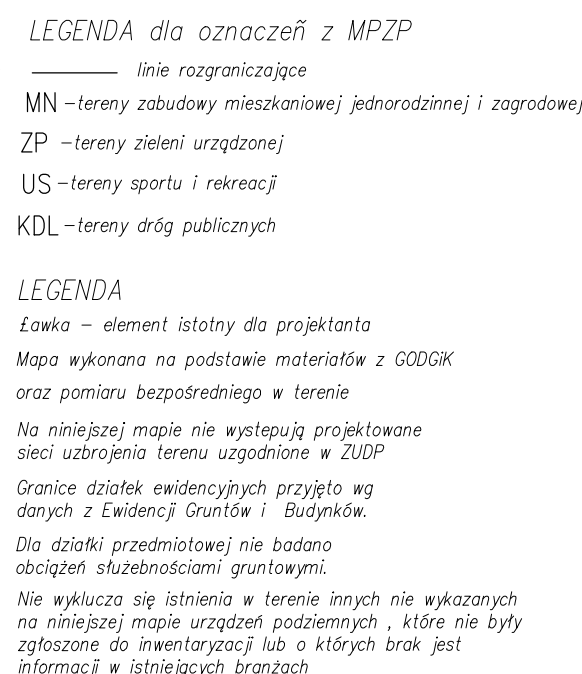 LEGENDA dla oznaczeñ z MPZP
linie rozgraniczające
MN –tereny zabudowy mieszkaniowej jednorodzinnej i zagrodowej
ZP –tereny zieleni urządzonej
US –tereny sportu i rekreacji
KDL –tereny dróg publicznych
LEGENDA
£awka – element istotny dla projektanta
Mapa wykonana na podstawie materiałów z GODGiK
oraz pomiaru bezpośredniego w terenie
Na niniejszej mapie nie wystepują projektowane
sieci uzbrojenia terenu uzgodnione w ZUDP
Granice działek ewidencyjnych przyjęto wg
danych z Ewidencji Gruntów i Budynków.
Dla działki przedmiotowej nie badano
obciążeń służebnościami gruntowymi.
Nie wyklucza się istnienia w terenie innych nie wykazanych
na niniejszej mapie urządzeń podziemnych , które nie były
zgłoszone do inwentaryzacji lub o których brak jest
informacji w istniejących branżach